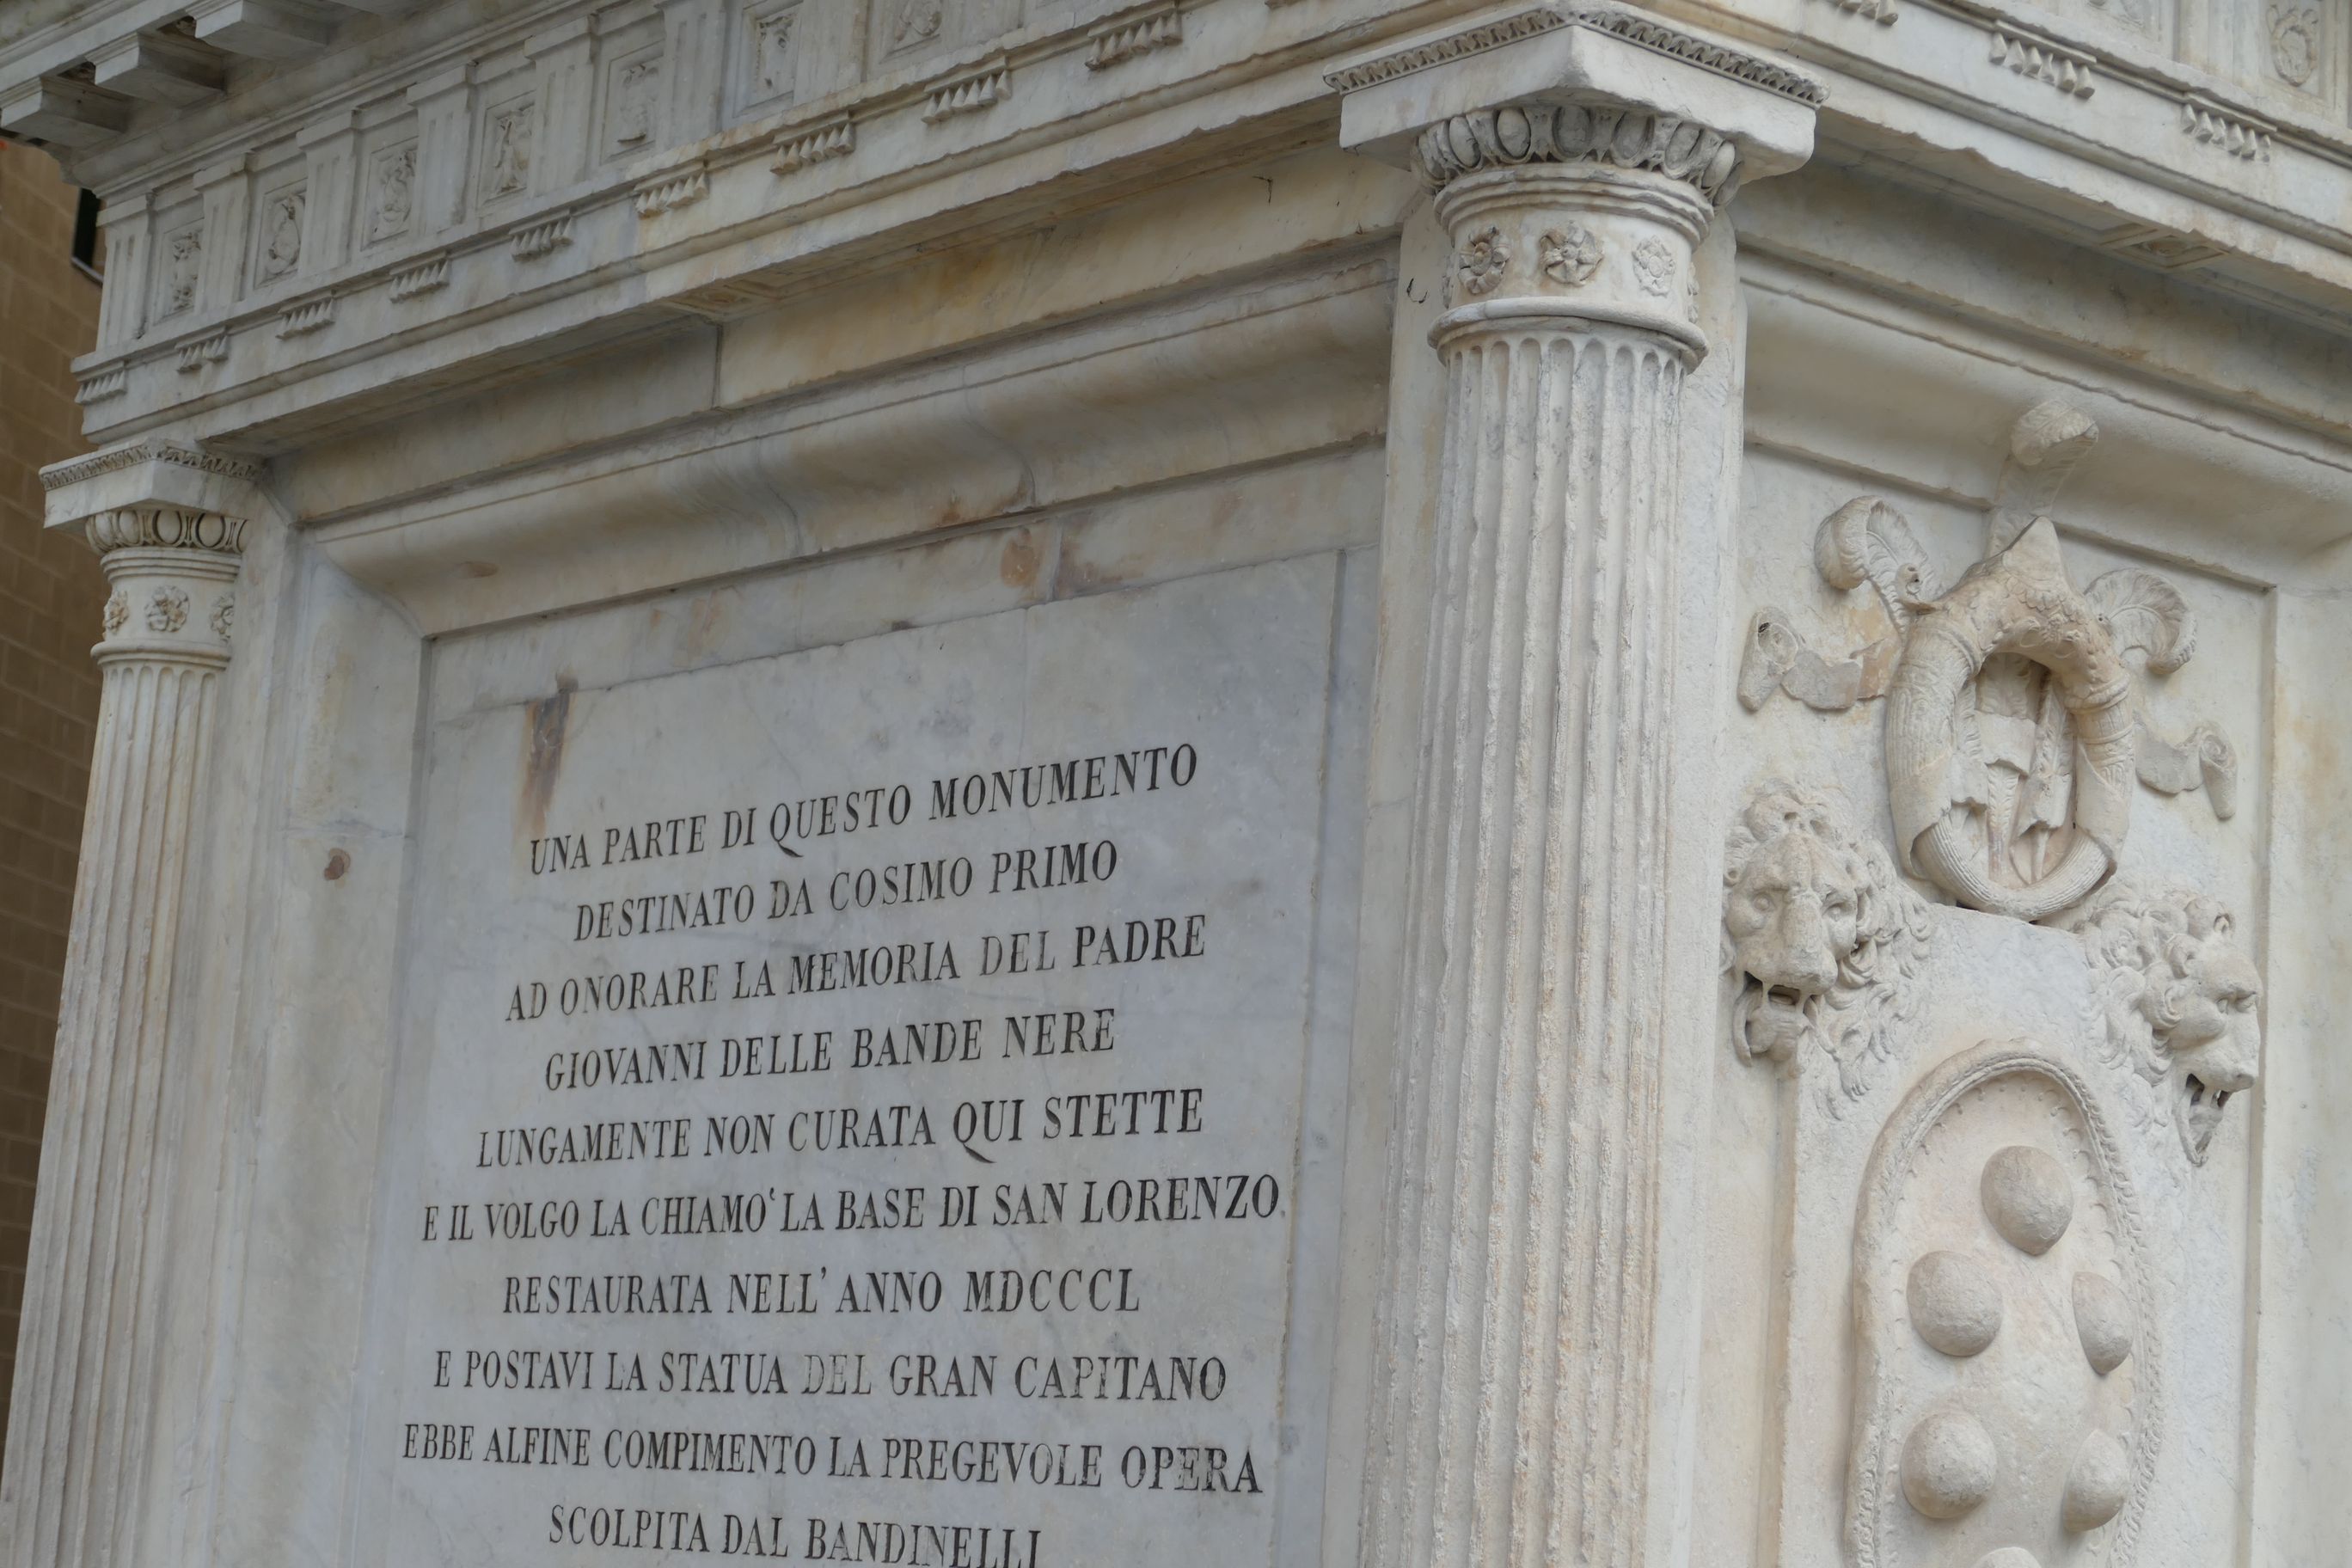 UNA PARTE DI QUESTO MONUMENTO
DESTINATO DA COSIMO PRIMO
AD ONORARE LA MEMORIA DEL PADRE
GIOVANNI DELLE BANDE NERE
LUNGAMENTE NON CURATA QUI STETTE
E IL VOLGO LA CHIAMO‘ LA BASE DI SAN LORENZO.
RESTAURATA NELL’ANNO MDCCCL
E POSTAVI LA STATUA DEL GRAN CAPITANO
EBBE ALFINE COMPIMENTO LA PREGEVOLE OPERA
SCOLPITA DAL BANDINELLI